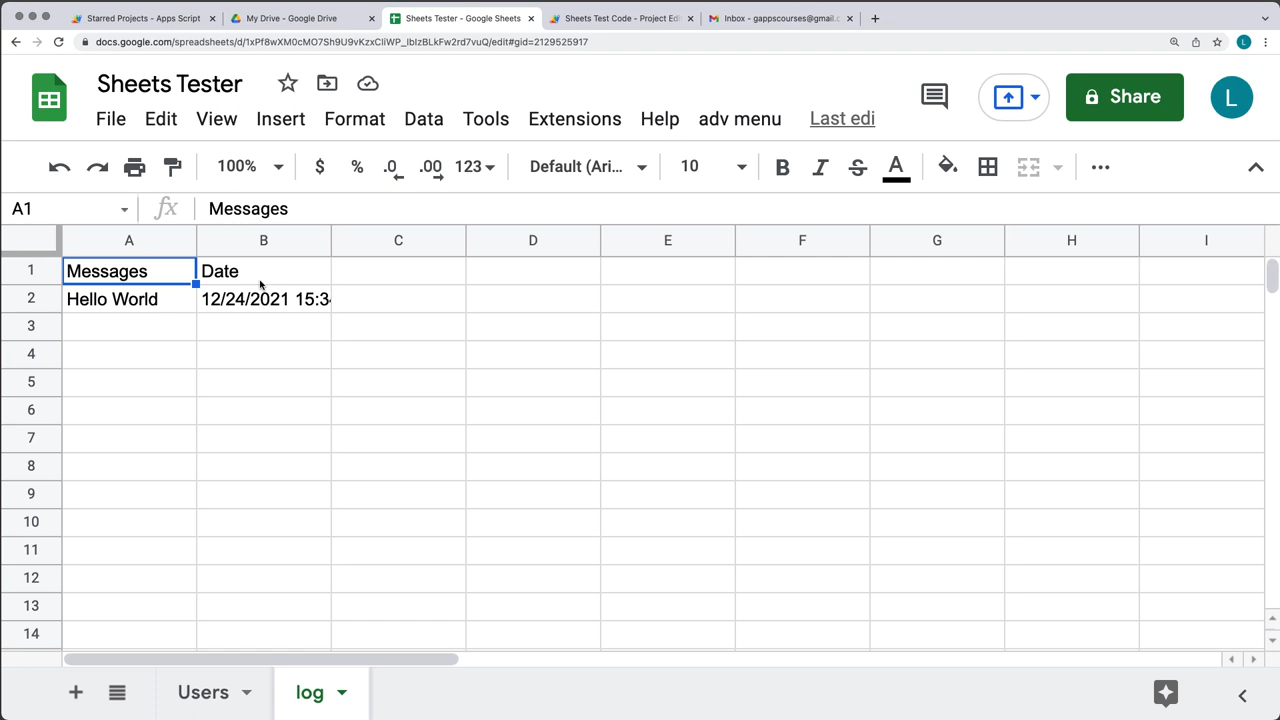 Starred Projects - Apps Script
My Drive - Google Drive
Sheets Tester - Google Sheets
Sheets Test Code - Project Edi
Inbox - gappscourses@gmail.c
docs.google.com/spreadsheets/d/1xPf8wXM0cMO7Sh9U9vKzxCliWP_lbIzBLkFw2rd7vuQ/edit#gid=2129525917
L
Sheets Tester
File Edit View Insert Format Data Tools Extensions Help adv menu Last edi
Share
L
100% $ % .0 .00 123 Default (Ari... 10 B I S A
A1 fx Messages
A B C D E F G H I
1 Messages Date
2 Hello World 12/24/2021 15:34
3
4
5
6
7
8
9
10
11
12
13
14
+ Users log